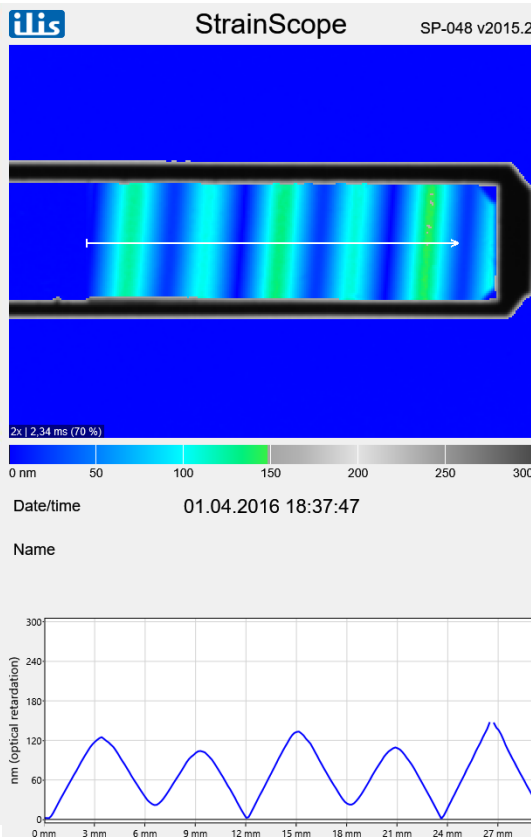 ilis
StrainScope
SP-048 v2015.2
2x | 2,34 ms (70 %)
0 nm 50 100 150 200 250 300
Date/time 01.04.2016 18:37:47
Name
nm (optical retardation)
300
240
180
120
60
0
0 mm 3 mm 6 mm 9 mm 12 mm 15 mm 18 mm 21 mm 24 mm 27 mm